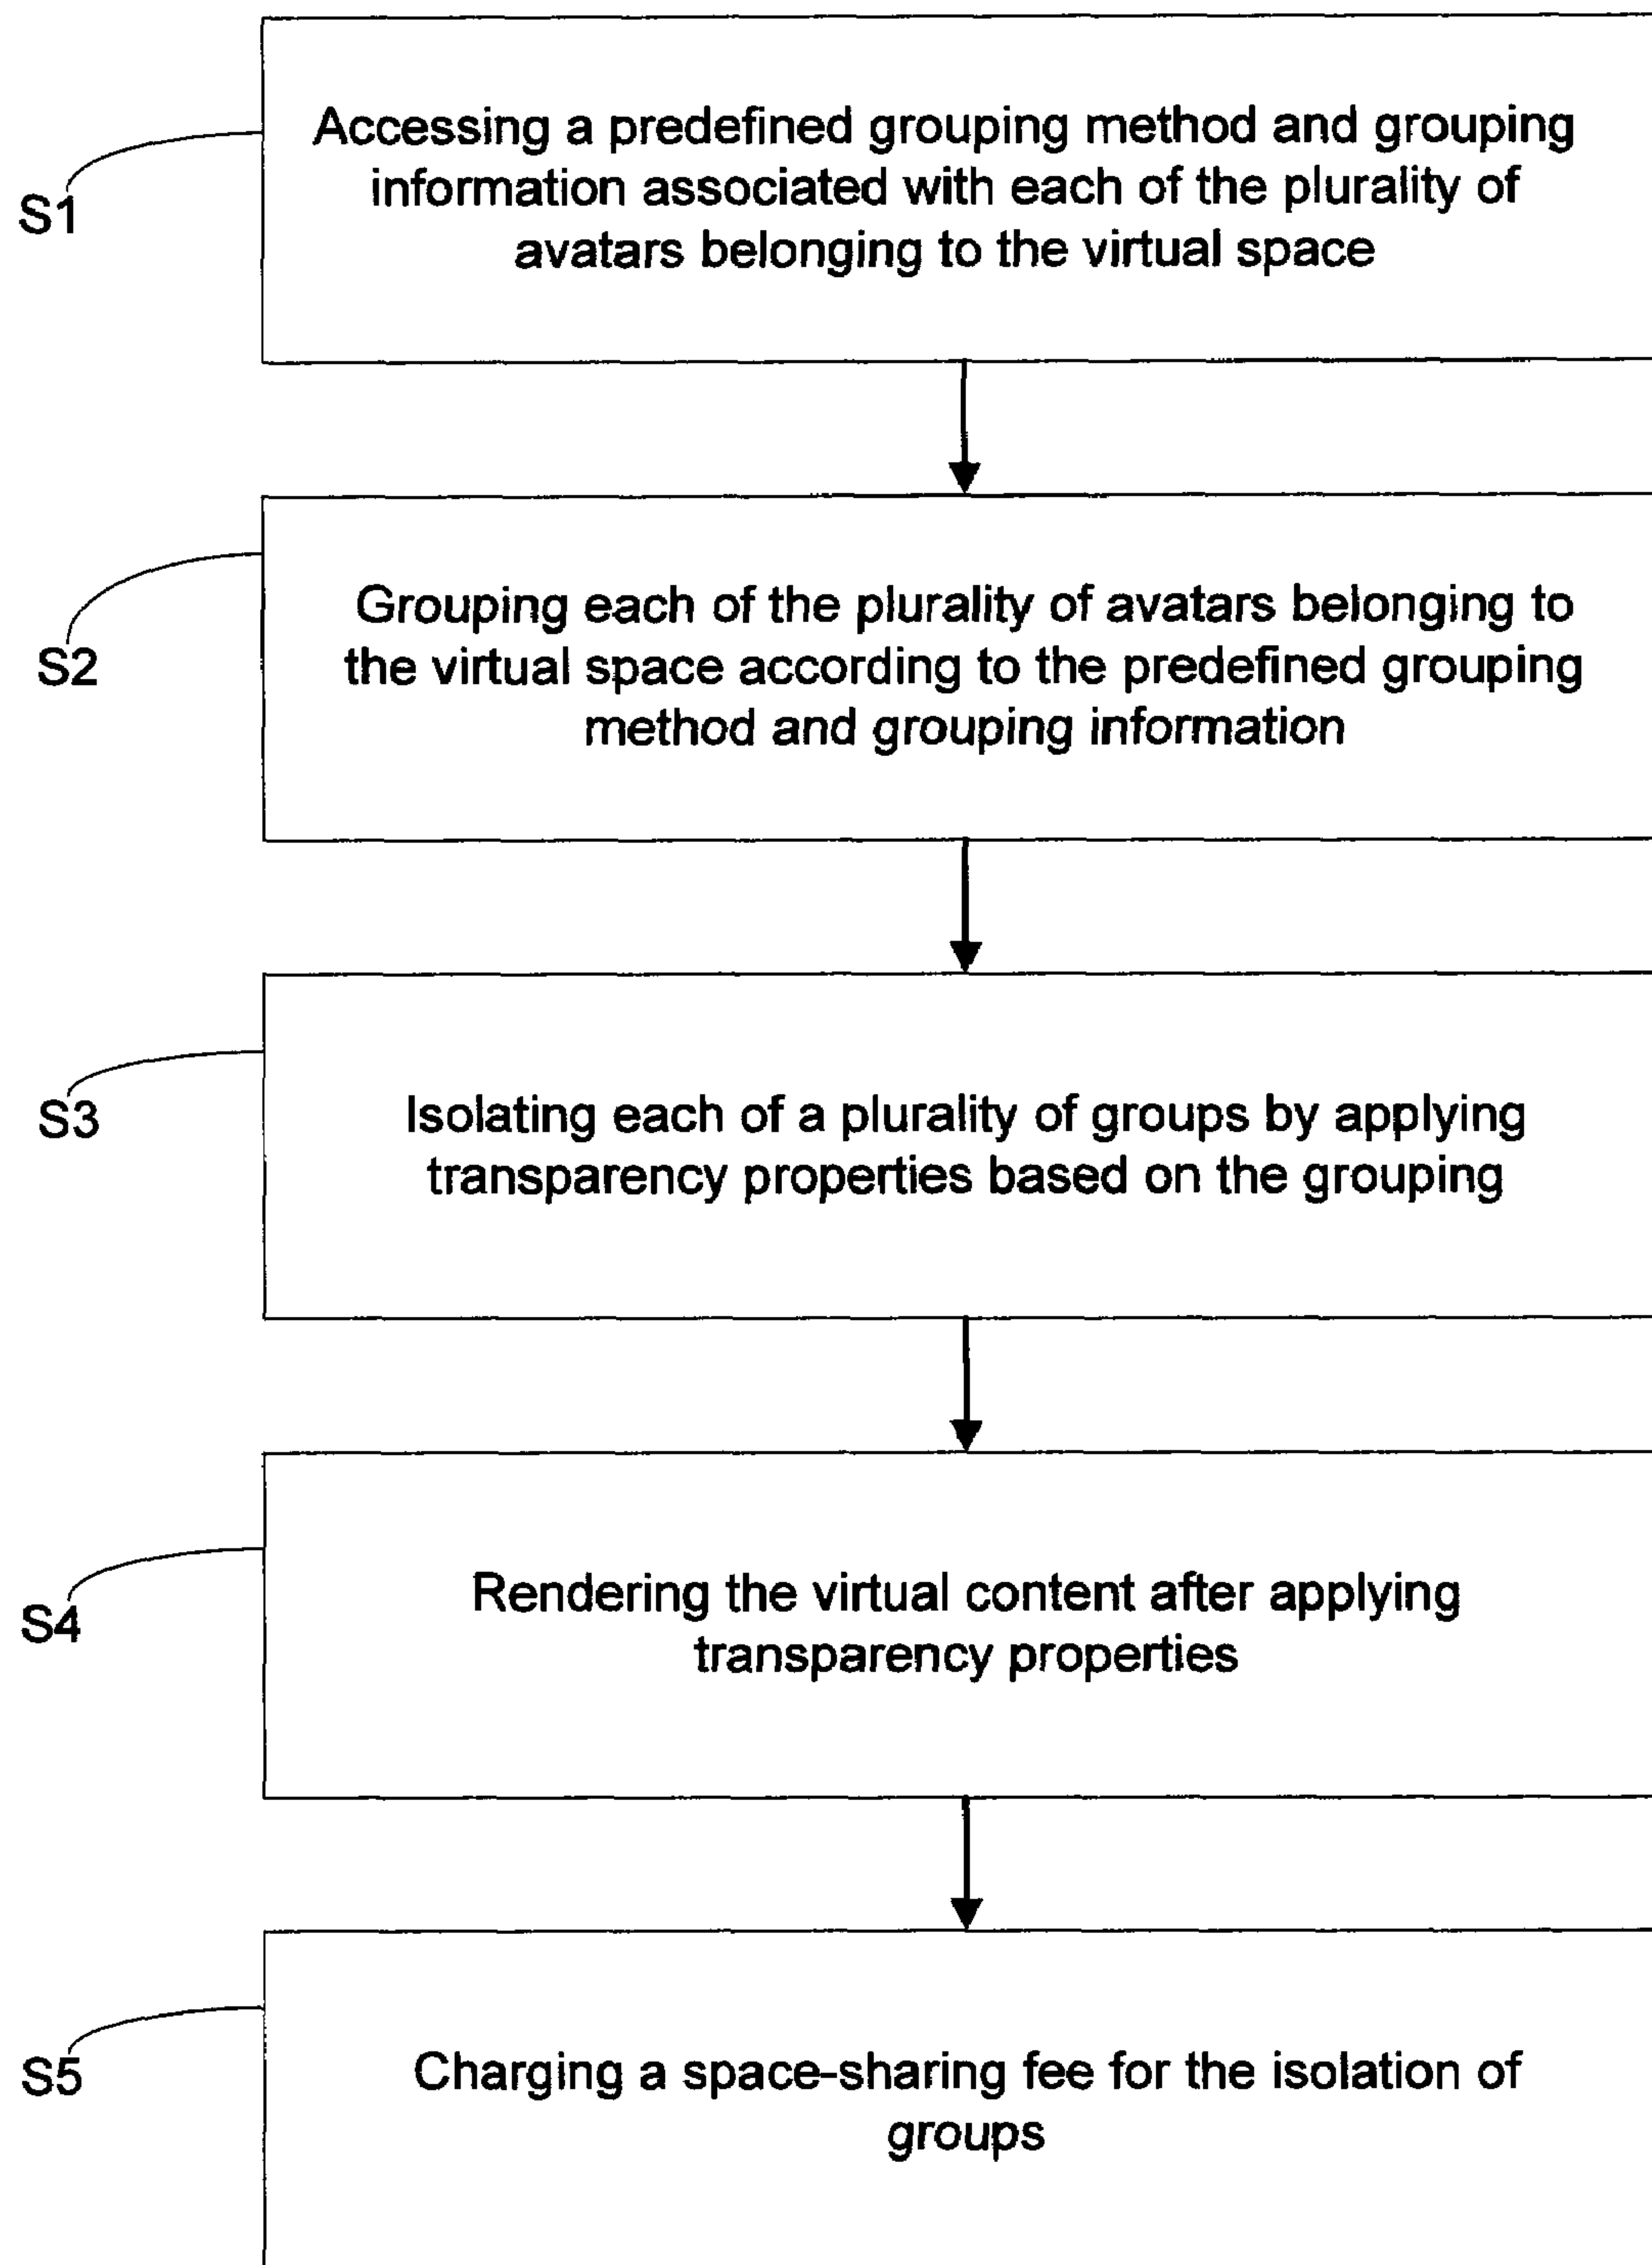 Accessing a predefined grouping method and grouping
information associated with each of the plurality of
avatars belonging to the virtual space
S1
Grouping each of the plurality of avatars belonging to
the virtual space according to the predefined grouping
method and grouping information
S2
Isolating each of a plurality of groups by applying
transparency properties based on the grouping
S3
Rendering the virtual content after applying
transparency properties
S4
Charging a space-sharing fee for the isolation of
groups
S5